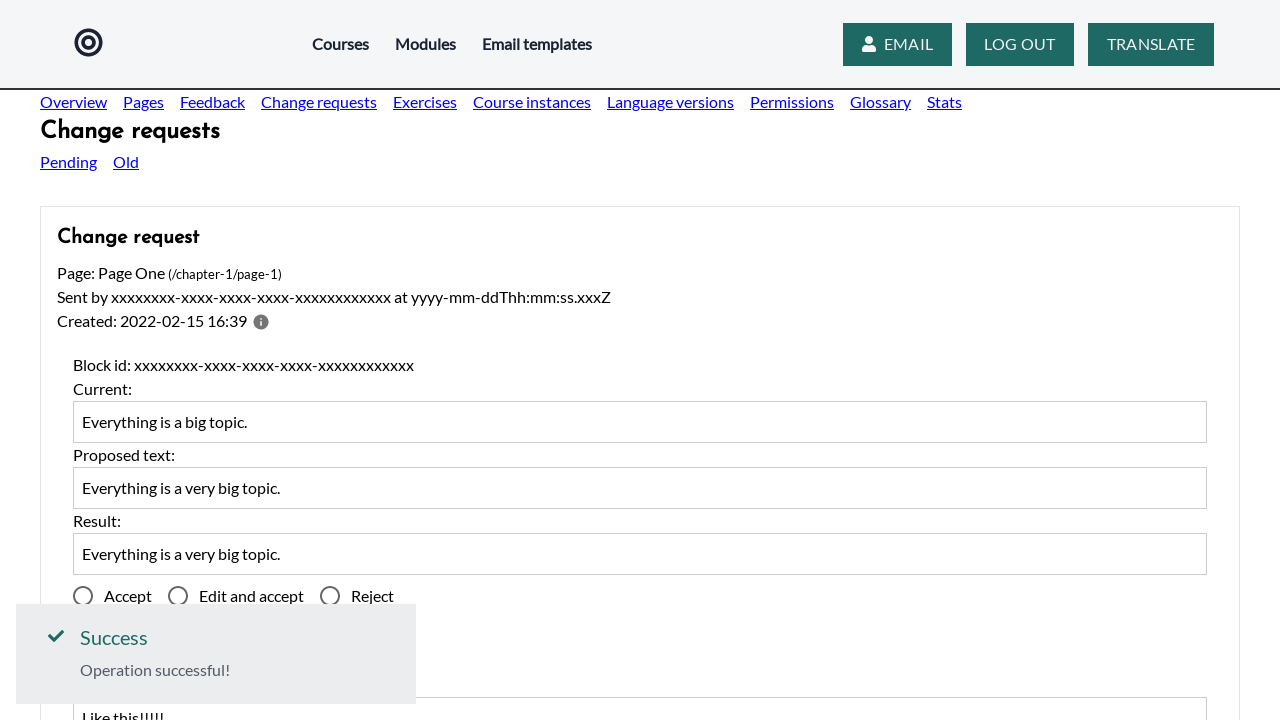 Courses Modules Email templates EMAIL LOG OUT TRANSLATE
Overview Pages Feedback Change requests Exercises Course instances Language versions Permissions Glossary Stats
Change requests
Pending Old
Change request
Page: Page One (/chapter-1/page-1)
Sent by xxxxxxxx-xxxx-xxxx-xxxx-xxxxxxxxxxxx at yyyy-mm-ddThh:mm:ss.xxxZ
Created: 2022-02-15 16:39
Block id: xxxxxxxx-xxxx-xxxx-xxxx-xxxxxxxxxxxx
Current:
Everything is a big topic.
Proposed text:
Everything is a very big topic.
Result:
Everything is a very big topic.
Accept Edit and accept Reject
Success
Operation successful!
Like this!!!!!